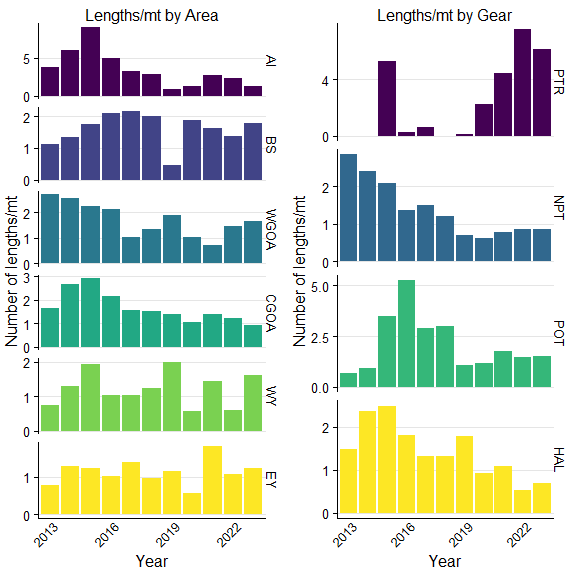 Lengths/mt by Area
Number of lengths/mt
5
0
AI
2
1
0
BS
2
1
0
WGOA
3
2
1
0
CGOA
2
1
0
WY
1
0
EY
2013
2016
2019
2022
Year
Lengths/mt by Gear
Number of lengths/mt
4
0
PTR
2
1
0
NPT
5.0
2.5
0.0
POT
2
1
0
HAL
2013
2016
2019
2022
Year